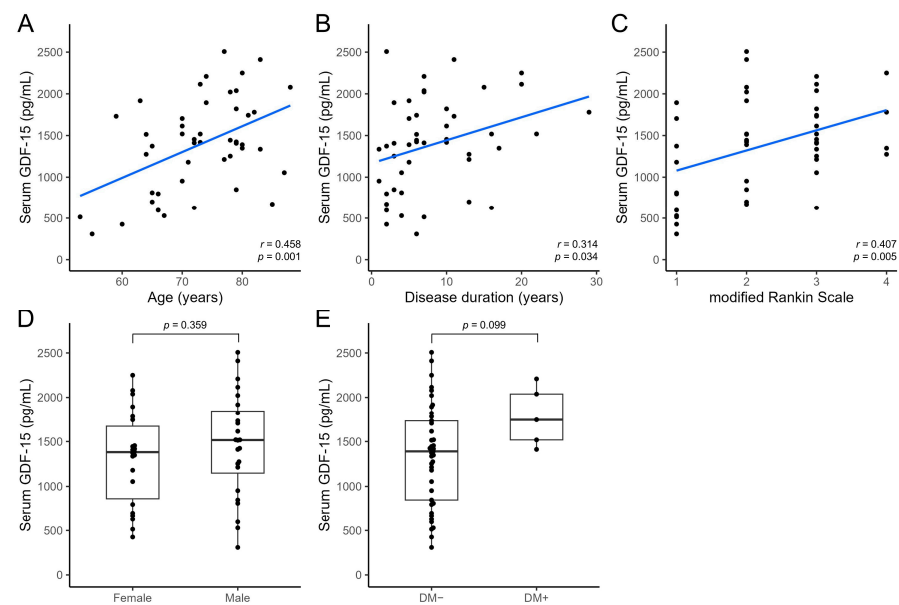 A
Serum GDF-15 (pg/mL)
2500
2000
1500
1000
500
0
60
70
80
Age (years)
r = 0.458
p = 0.001
B
Serum GDF-15 (pg/mL)
2500
2000
1500
1000
500
0
0
10
20
30
Disease duration (years)
r = 0.314
p = 0.034
C
Serum GDF-15 (pg/mL)
2500
2000
1500
1000
500
0
1
2
3
4
modified Rankin Scale
r = 0.407
p = 0.005
D
p = 0.359
Serum GDF-15 (pg/mL)
2500
2000
1500
1000
500
0
Female
Male
E
p = 0.099
Serum GDF-15 (pg/mL)
2500
2000
1500
1000
500
0
DM−
DM+